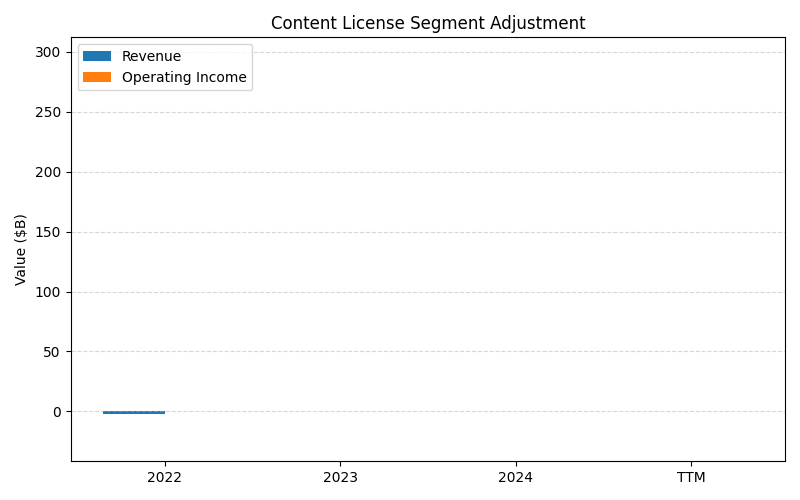 Content License Segment Adjustment
300
250
200
150
100
50
0
Value ($B)
Revenue
Operating Income
2022
2023
2024
TTM